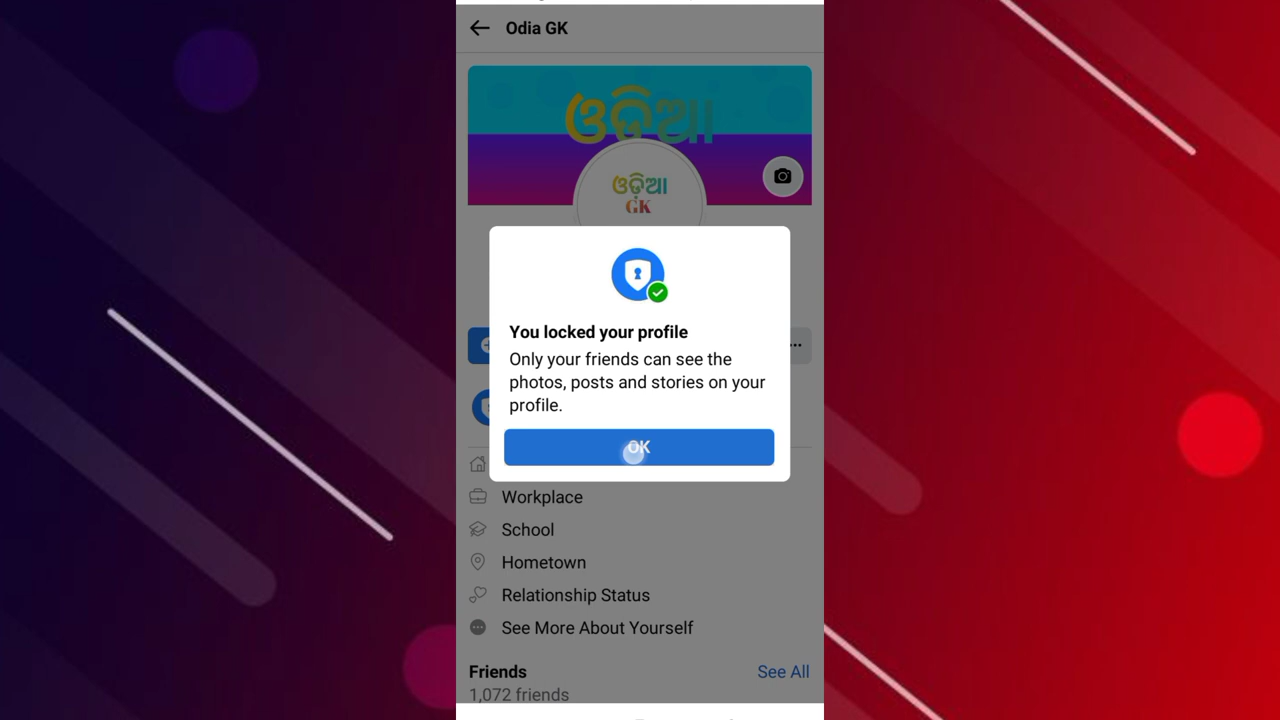 Odia GK
ଓଡ଼ିଆ
ଓଡ଼ିଆ
GK
You locked your profile
Only your friends can see the
photos, posts and stories on your
profile.
OK
Workplace
School
Hometown
Relationship Status
See More About Yourself
Friends
See All
1,072 friends